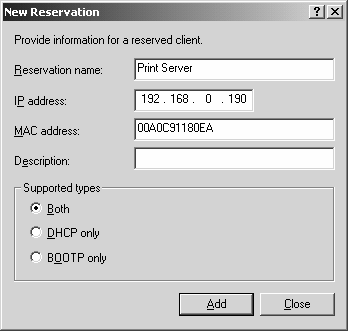 New Reservation
Provide information for a reserved client.
Reservation name: Print Server
IP address: 192 . 168 . 0 . 190
MAC address: 00A0C91180EA
Description:
Supported types
Both
DHCP only
BOOTP only
Add Close